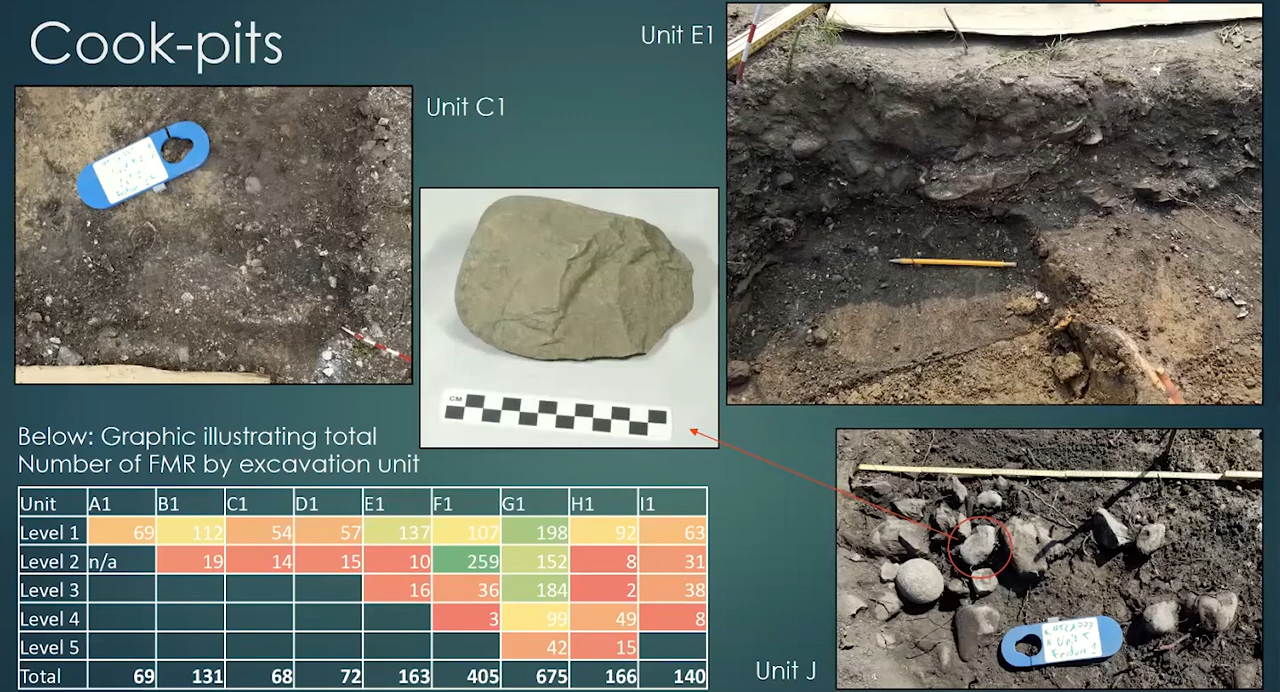 Cook-pits
Unit E1
Unit C1
CM
Below: Graphic illustrating total
Number of FMR by excavation unit
Unit A1 B1 C1 D1 E1 F1 G1 H1 I1
Level 1 69 112 54 57 137 107 198 92 63
Level 2 n/a 19 14 15 10 259 152 8 31
Level 3 16 36 184 2 38
Level 4 3 99 49 8
Level 5 42 15
Total 69 131 68 72 163 405 675 166 140
Unit J